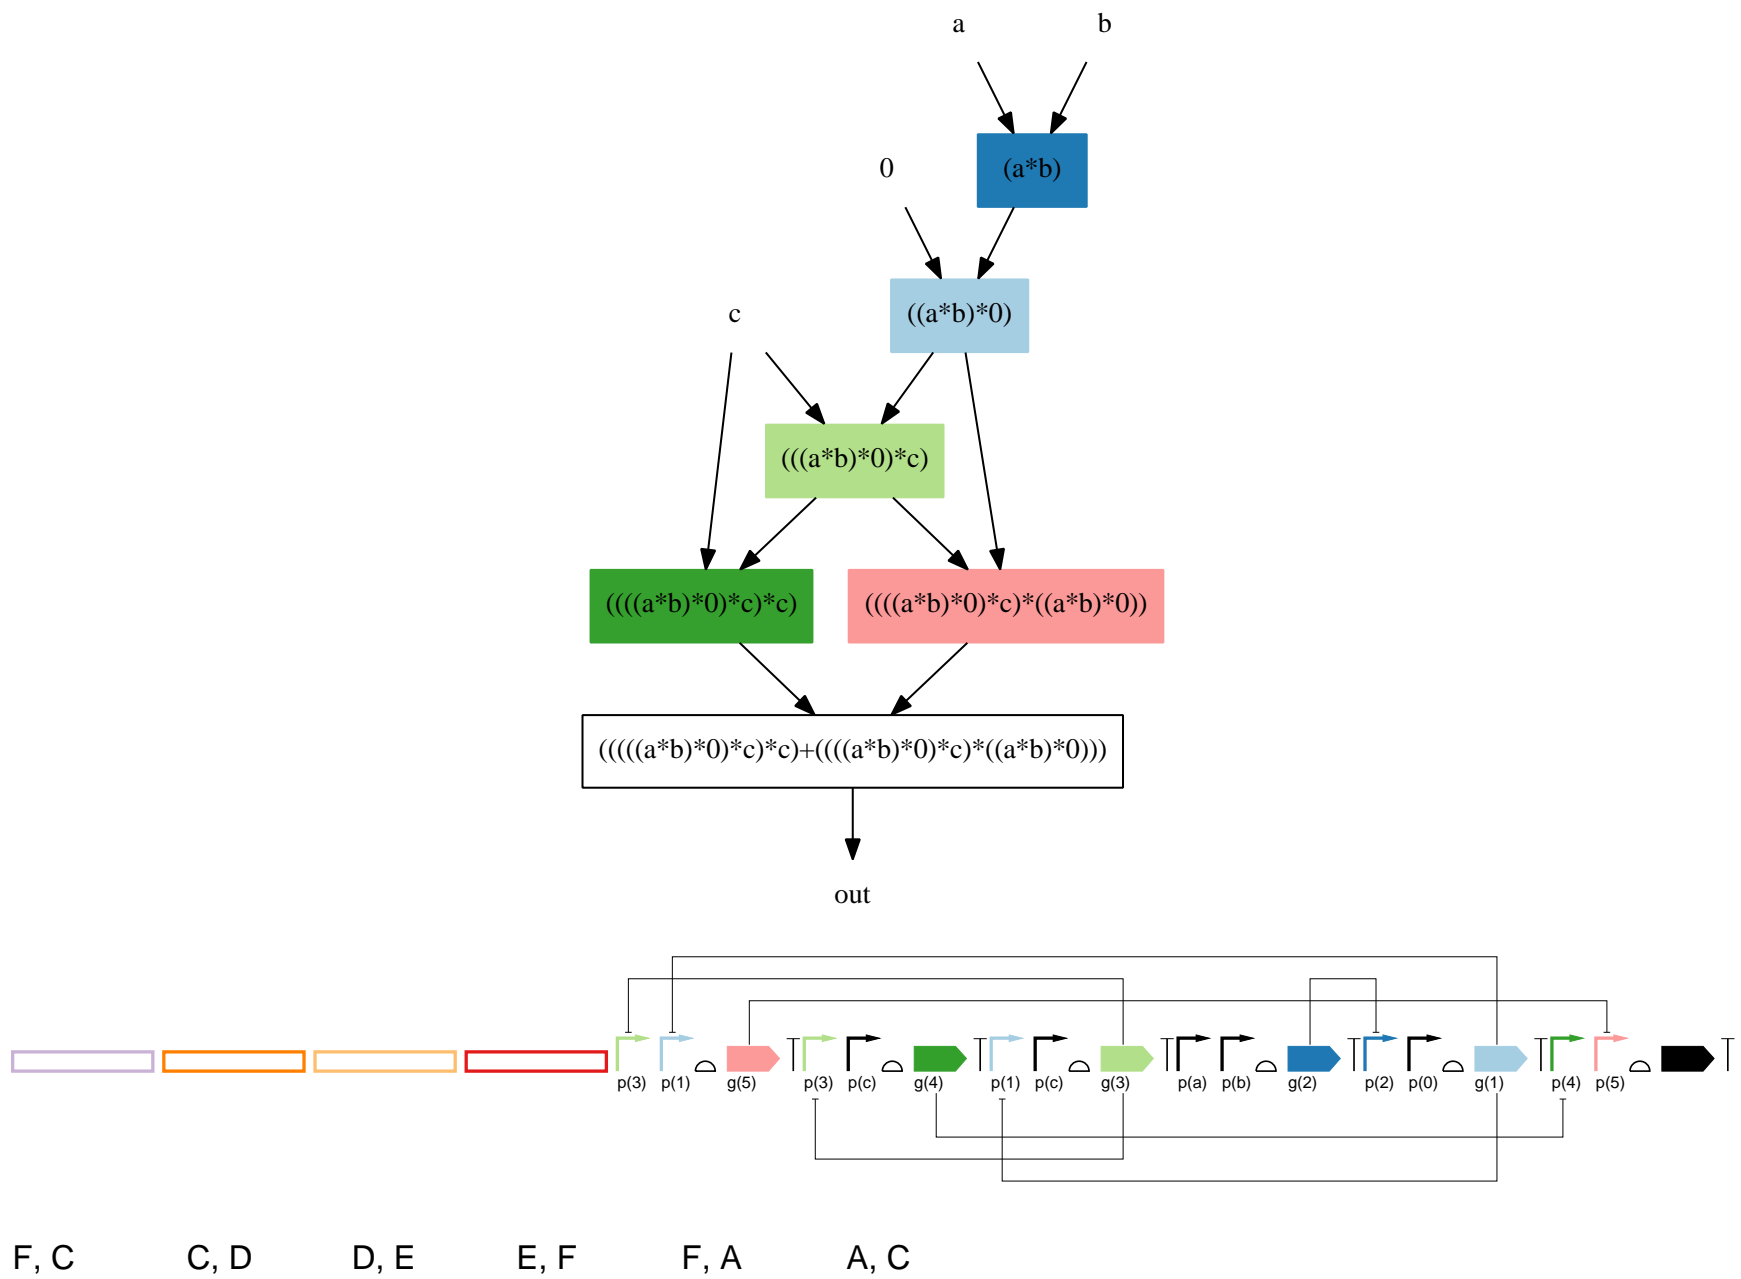 a b
0 (a*b)
c ((a*b)*0)
(((a*b)*0)*c)
((((a*b)*0)*c)*c) ((((a*b)*0)*c)*((a*b)*0))
(((((a*b)*0)*c)*c)+((((a*b)*0)*c)*((a*b)*0)))
out
p(3) p(1) g(5) p(3) p(c) g(4) p(1) p(c) g(3) p(a) p(b) g(2) p(2) p(0) g(1) p(4) p(5)
F, C C, D D, E E, F F, A A, C